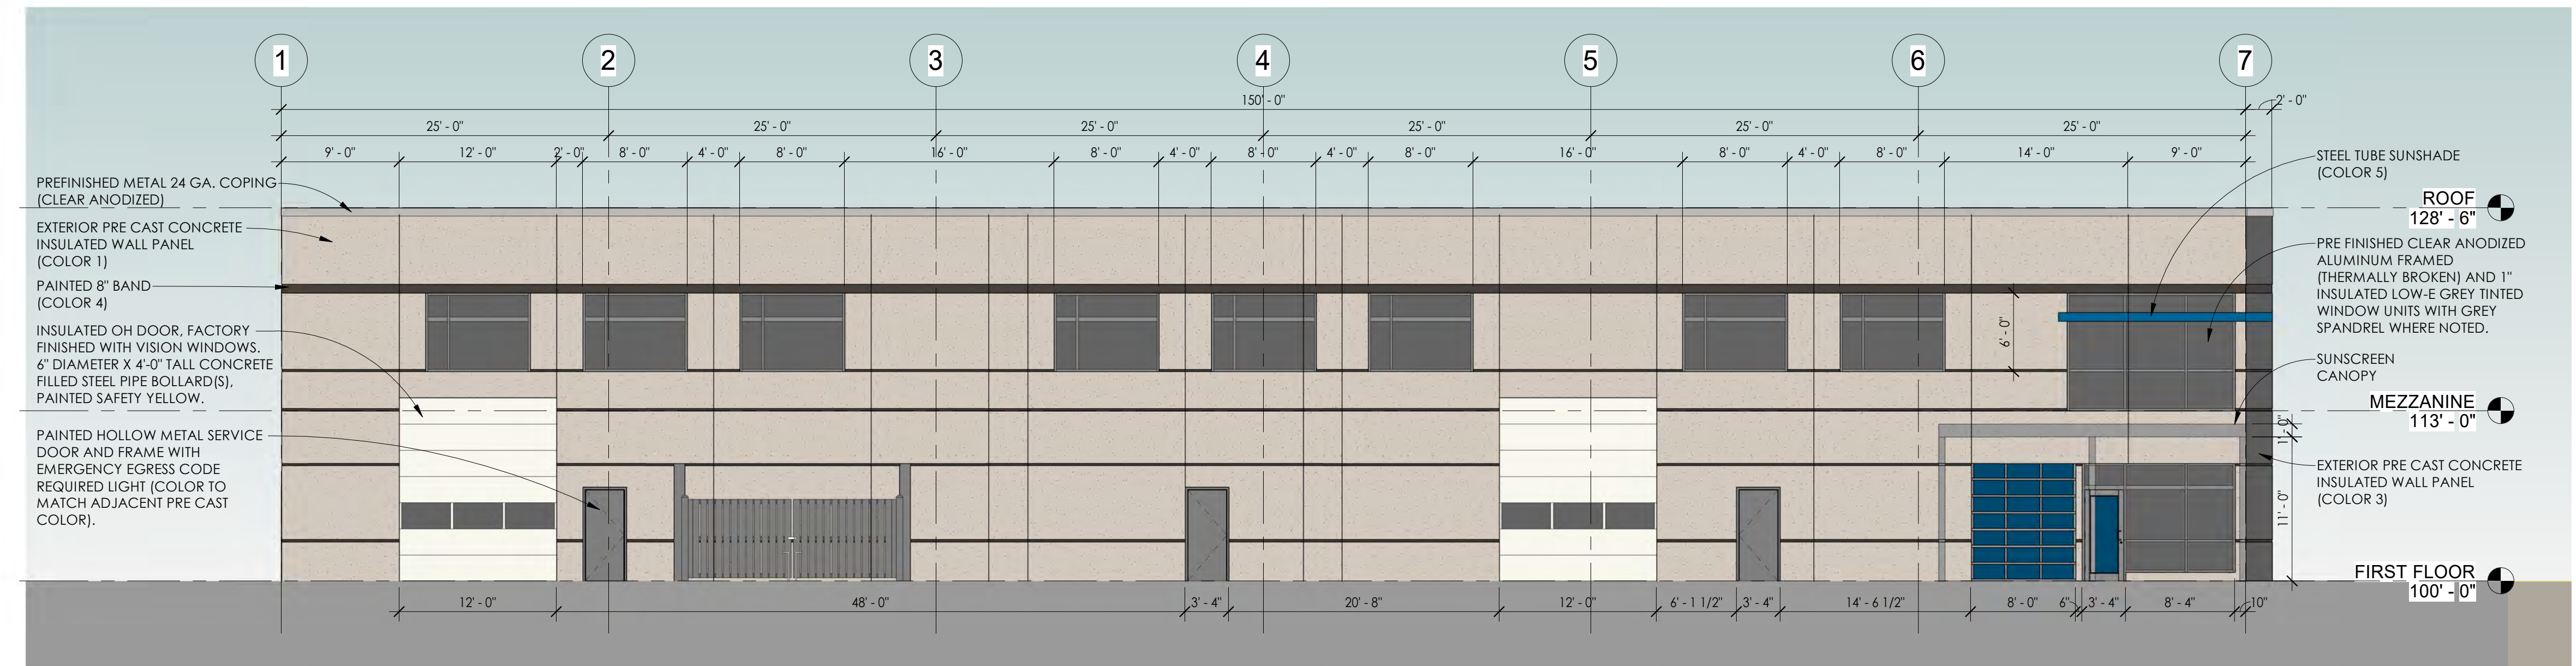 1 2 3 4 5 6 7
150' - 0" 2' - 0"
25' - 0" 25' - 0" 25' - 0" 25' - 0" 25' - 0" 25' - 0"
9' - 0" 12' - 0" 2' - 0" 8' - 0" 4' - 0" 8' - 0" 16' - 0" 8' - 0" 4' - 0" 8' - 0" 4' - 0" 8' - 0" 16' - 0" 8' - 0" 4' - 0" 8' - 0" 14' - 0" 9' - 0"
PREFINISHED METAL 24 GA. COPING
(CLEAR ANODIZED)
EXTERIOR PRE CAST CONCRETE
INSULATED WALL PANEL
(COLOR 1)
PAINTED 8" BAND
(COLOR 4)
INSULATED OH DOOR, FACTORY
FINISHED WITH VISION WINDOWS.
6" DIAMETER X 4'-0" TALL CONCRETE
FILLED STEEL PIPE BOLLARD(S),
PAINTED SAFETY YELLOW.
PAINTED HOLLOW METAL SERVICE
DOOR AND FRAME WITH
EMERGENCY EGRESS CODE
REQUIRED LIGHT (COLOR TO
MATCH ADJACENT PRE CAST
COLOR).
6' - 0"
STEEL TUBE SUNSHADE
(COLOR 5)
ROOF
128' - 6"
PRE FINISHED CLEAR ANODIZED
ALUMINUM FRAMED
(THERMALLY BROKEN) AND 1"
INSULATED LOW-E GREY TINTED
WINDOW UNITS WITH GREY
SPANDREL WHERE NOTED.
SUNSCREEN
CANOPY
MEZZANINE
113' - 0"
1' - 0"
EXTERIOR PRE CAST CONCRETE
INSULATED WALL PANEL
(COLOR 3)
11' - 0"
FIRST FLOOR
100' - 0"
12' - 0" 48' - 0" 3' - 4" 20' - 8" 12' - 0" 6' - 1 1/2" 3' - 4" 14' - 6 1/2" 8' - 0" 6" 3' - 4" 8' - 4" 10"